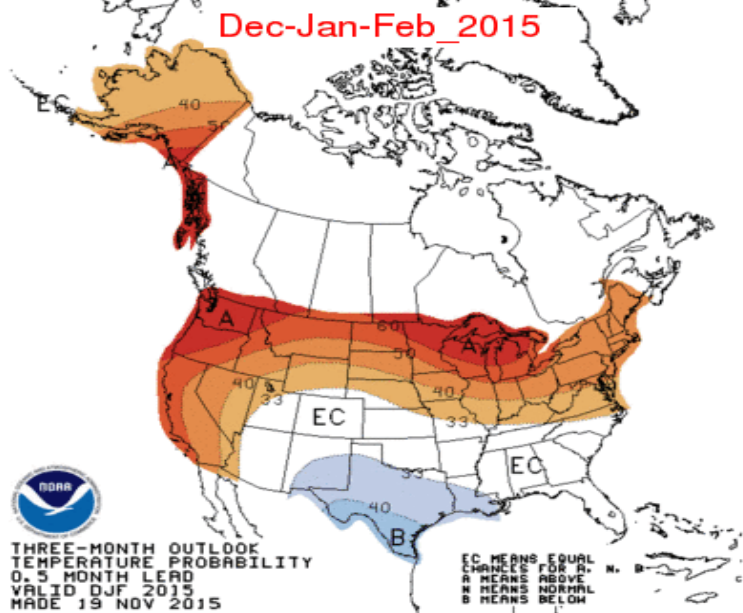 Dec-Jan-Feb_2015
EC
40
50
A
A
60
A
50
40
33
40
33
EC
33
EC
40
B
NOAA
THREE-MONTH OUTLOOK
TEMPERATURE PROBABILITY
0.5 MONTH LEAD
VALID DJF 2015
MADE 19 NOV 2015
EC MEANS EQUAL
CHANCES FOR A, N, B
A MEANS ABOVE
N MEANS NORMAL
B MEANS BELOW